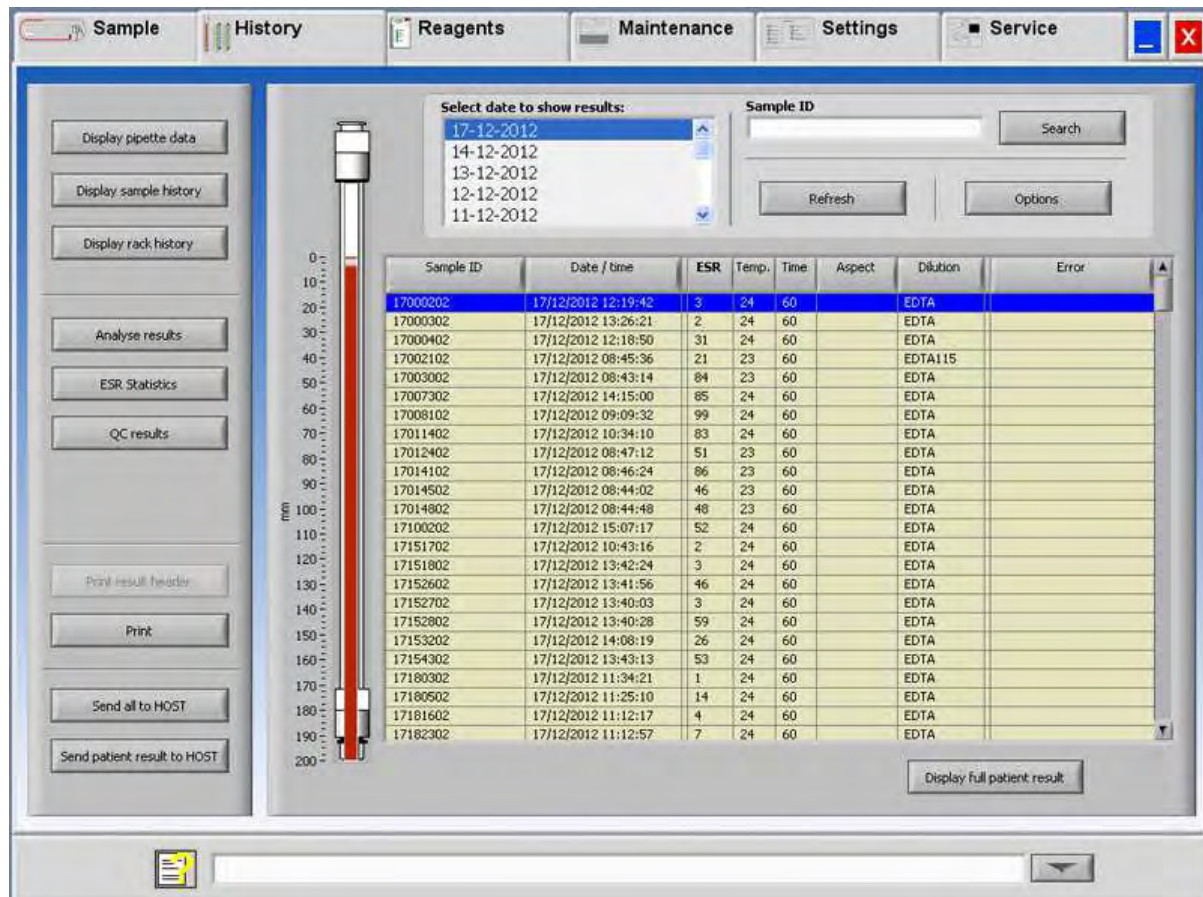 Sample History Reagents Maintenance Settings Service
X
Select date to show results: Sample ID
17-12-2012
14-12-2012
13-12-2012
12-12-2012
11-12-2012
Search
Refresh Options
Display pipette data
Display sample history
Display rack history
Analyse results
ESR Statistics
QC results
Print result header
Print
Send all to HOST
Send patient result to HOST
mm
0
10
20
30
40
50
60
70
80
90
100
110
120
130
140
150
160
170
180
190
200
Sample ID Date / time ESR Temp. Time Aspect Dilution Error
17000202 17/12/2012 12:19:42 3 24 60 EDTA
17000302 17/12/2012 13:26:21 2 24 60 EDTA
17000402 17/12/2012 12:18:50 31 24 60 EDTA
17002102 17/12/2012 08:45:36 21 23 60 EDTA115
17003002 17/12/2012 08:43:14 84 23 60 EDTA
17007302 17/12/2012 14:15:00 85 24 60 EDTA
17008102 17/12/2012 09:09:32 99 24 60 EDTA
17011402 17/12/2012 10:34:10 83 24 60 EDTA
17012402 17/12/2012 08:47:12 51 23 60 EDTA
17014102 17/12/2012 08:46:24 86 23 60 EDTA
17014502 17/12/2012 08:44:02 46 23 60 EDTA
17014802 17/12/2012 08:44:48 48 23 60 EDTA
17100202 17/12/2012 15:07:17 52 24 60 EDTA
17151702 17/12/2012 10:43:16 2 24 60 EDTA
17151802 17/12/2012 13:42:24 3 24 60 EDTA
17152602 17/12/2012 13:41:56 46 24 60 EDTA
17152702 17/12/2012 13:40:03 3 24 60 EDTA
17152802 17/12/2012 13:40:28 59 24 60 EDTA
17153202 17/12/2012 14:08:19 26 24 60 EDTA
17154302 17/12/2012 13:43:13 53 24 60 EDTA
17180302 17/12/2012 11:34:21 1 24 60 EDTA
17180502 17/12/2012 11:25:10 14 24 60 EDTA
17181602 17/12/2012 11:12:17 4 24 60 EDTA
17182302 17/12/2012 11:12:57 7 24 60 EDTA
Display full patient result